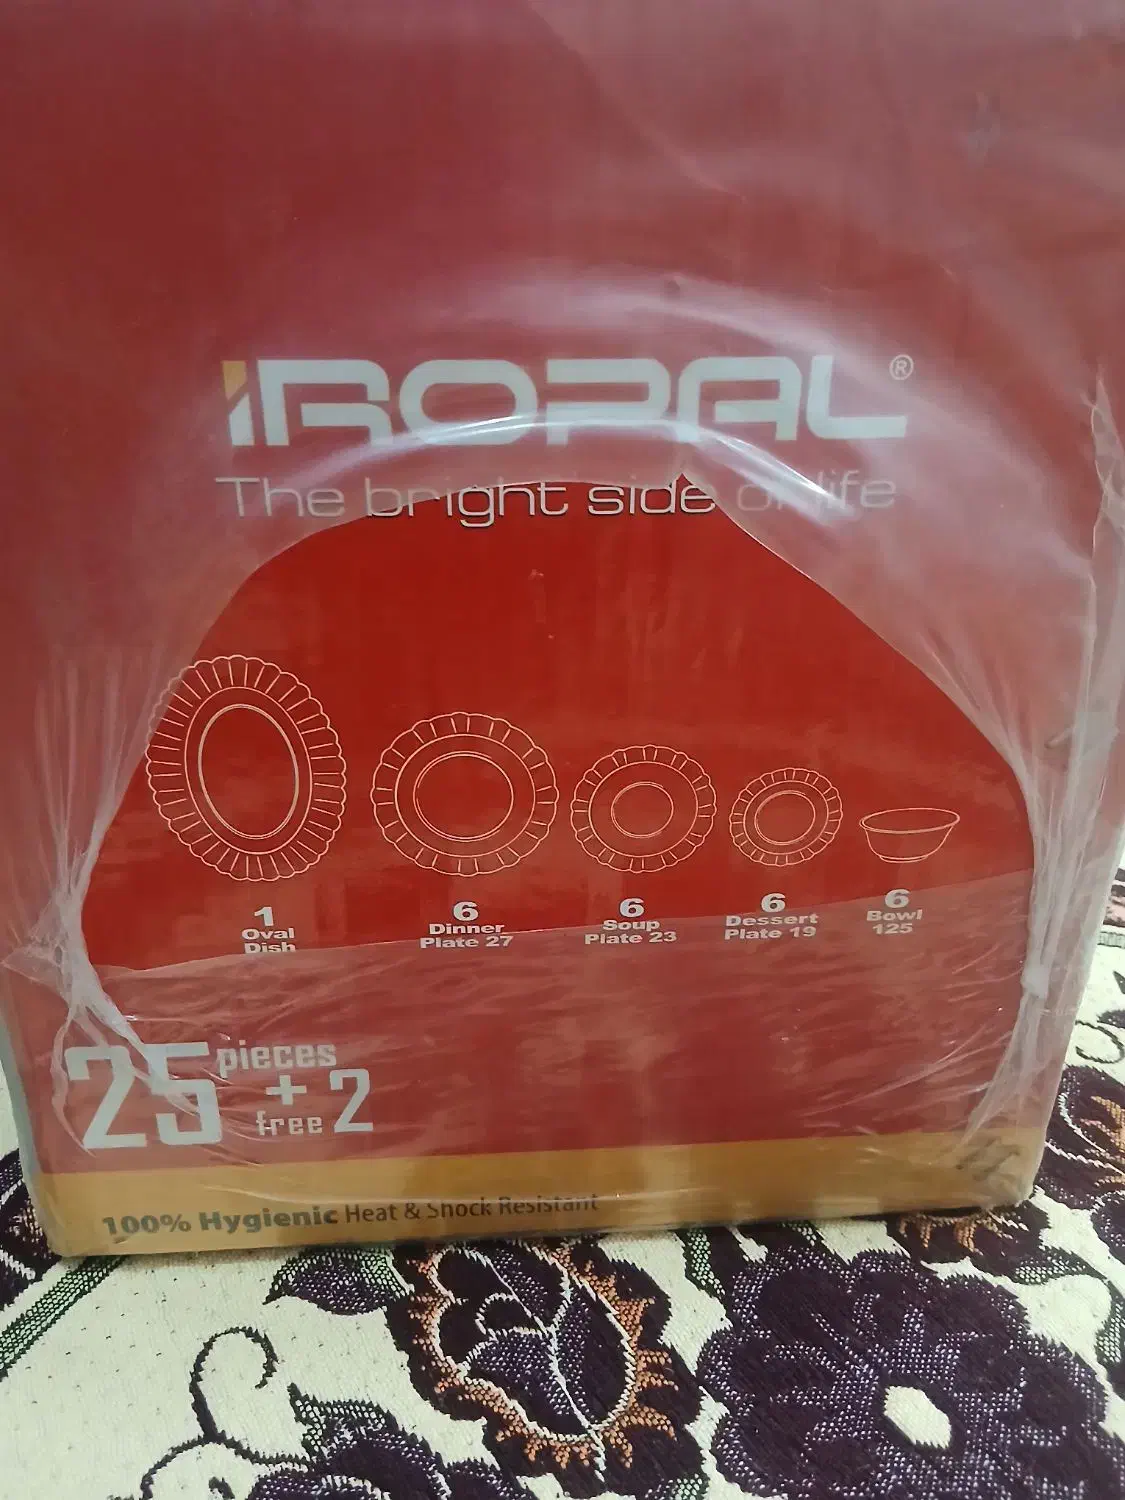 IROPAL®
The bright side of life
1
Oval
Dish
6
Dinner
Plate 27
6
Soup
Plate 23
6
Dessert
Plate 19
6
Bowl
125
25 pieces
+ 2
free
100% Hygienic Heat & Shock Resistant